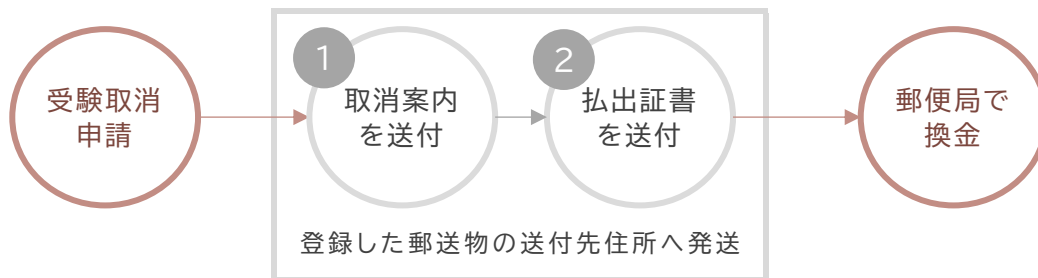 受験取消
申請
1
取消案内
を送付
2
払出証書
を送付
郵便局で
換金
登録した郵送物の送付先住所へ発送